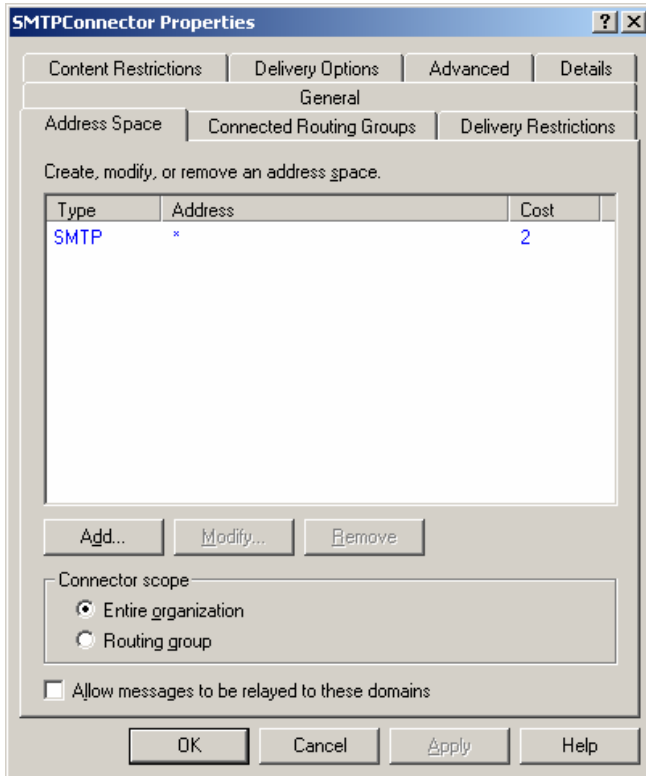 SMTPConnector Properties
Content Restrictions Delivery Options Advanced Details
General
Address Space Connected Routing Groups Delivery Restrictions
Create, modify, or remove an address space.
Type Address Cost
SMTP * 2
Add... Modify... Remove
Connector scope
Entire organization
Routing group
Allow messages to be relayed to these domains
OK Cancel Apply Help